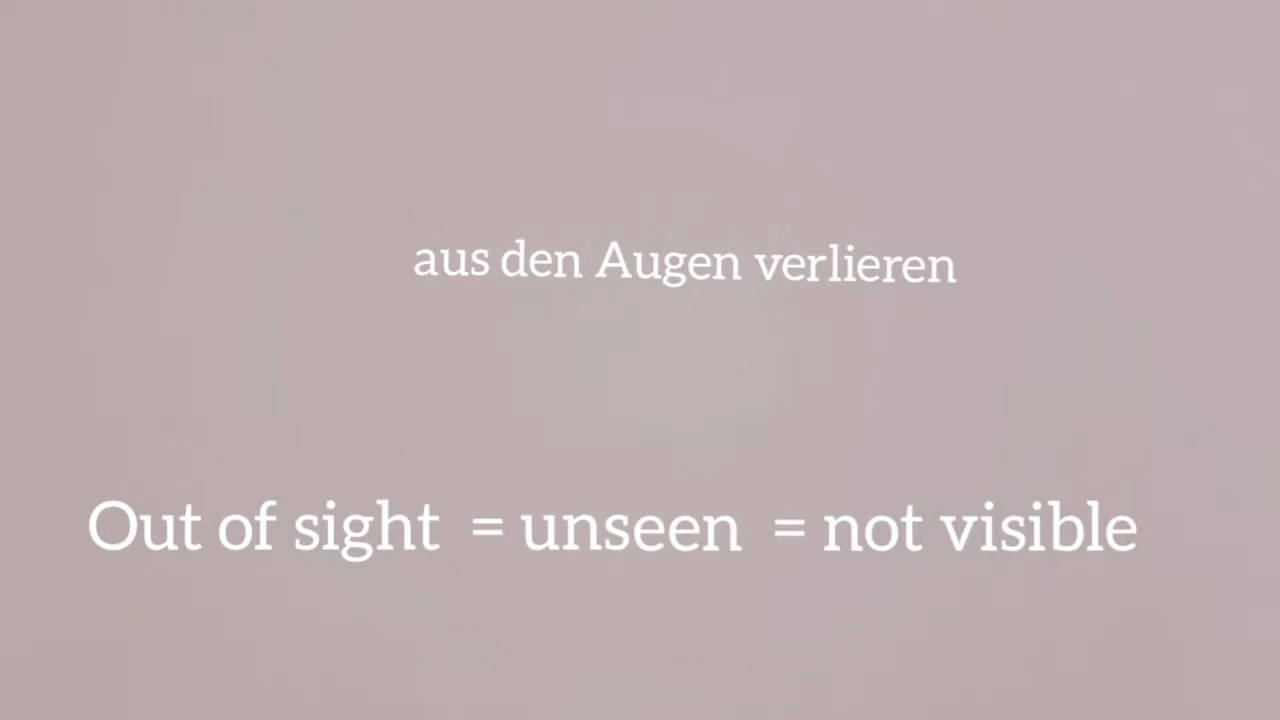 aus den Augen verlieren
Out of sight = unseen = not visible